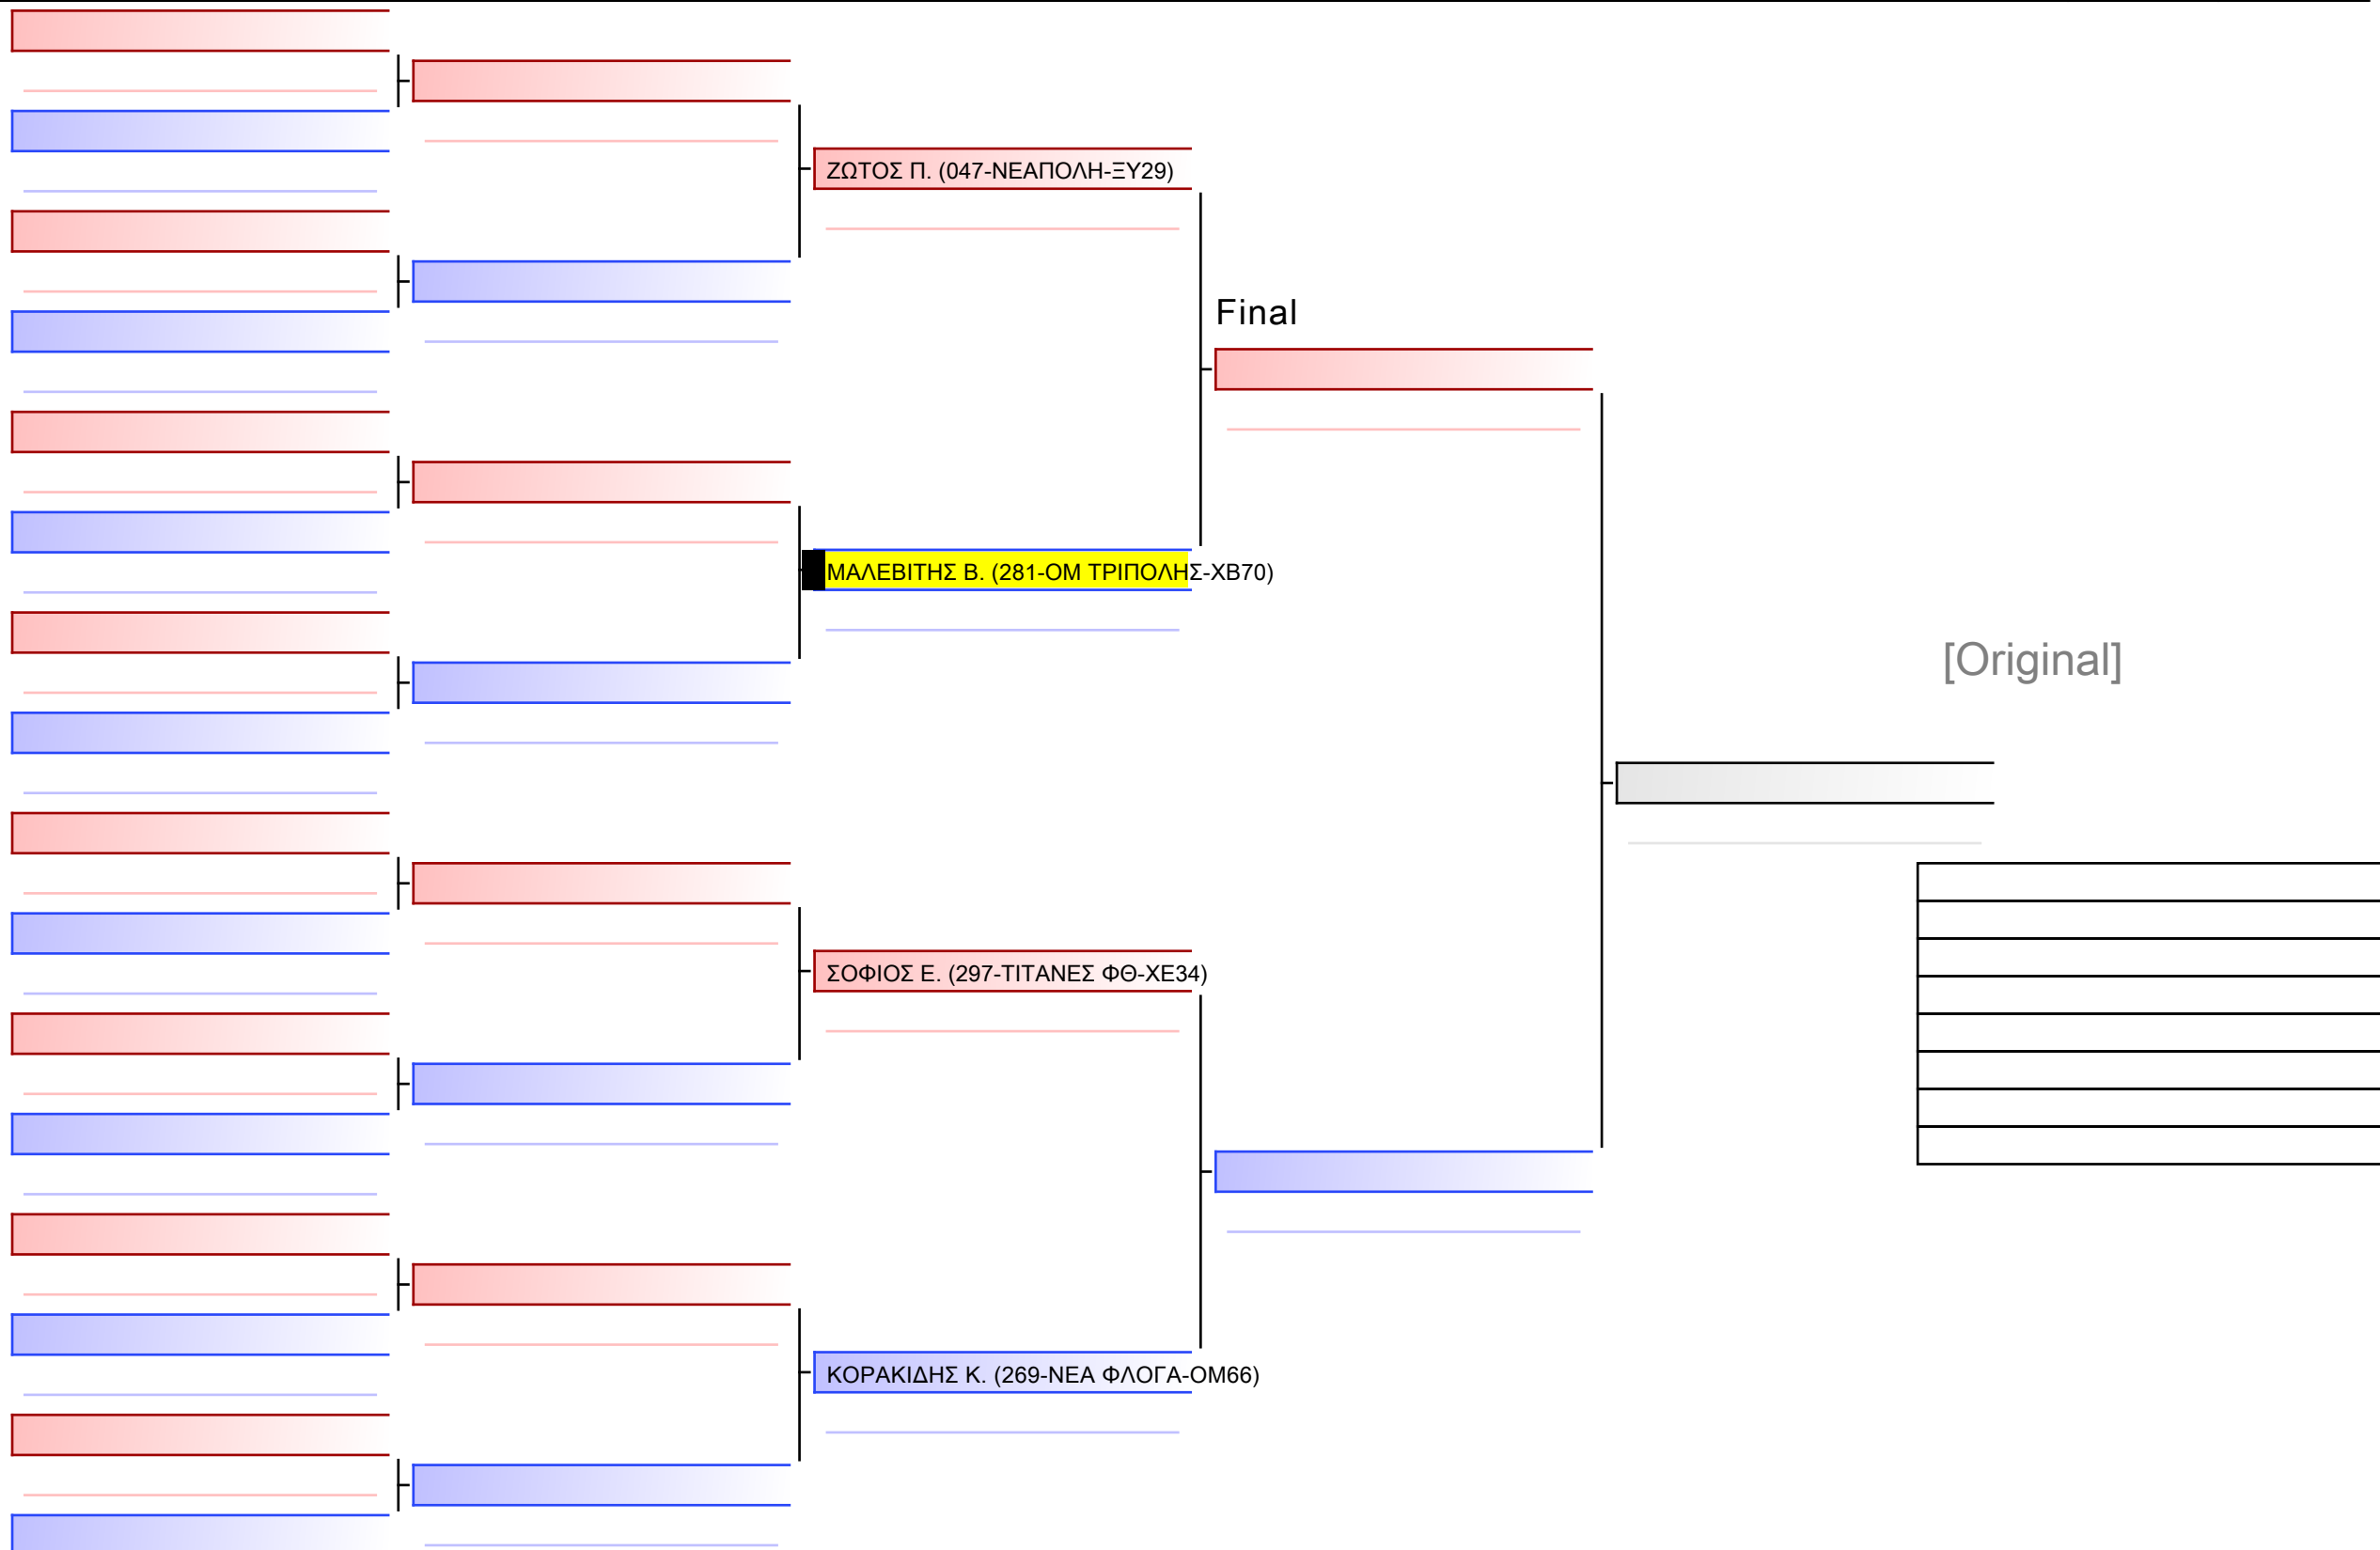 ΖΩΤΟΣ Π. (047-ΝΕΑΠΟΛΗ-ΞΥ29)
Final
ΜΑΛΕΒΙΤΗΣ Β. (281-ΟΜ ΤΡΙΠΟΛΗΣ-ΧΒ70)
[Original]
ΣΟΦΙΟΣ Ε. (297-ΤΙΤΑΝΕΣ ΦΘ-ΧΕ34)
ΚΟΡΑΚΙΔΗΣ Κ. (269-ΝΕΑ ΦΛΟΓΑ-ΟΜ66)